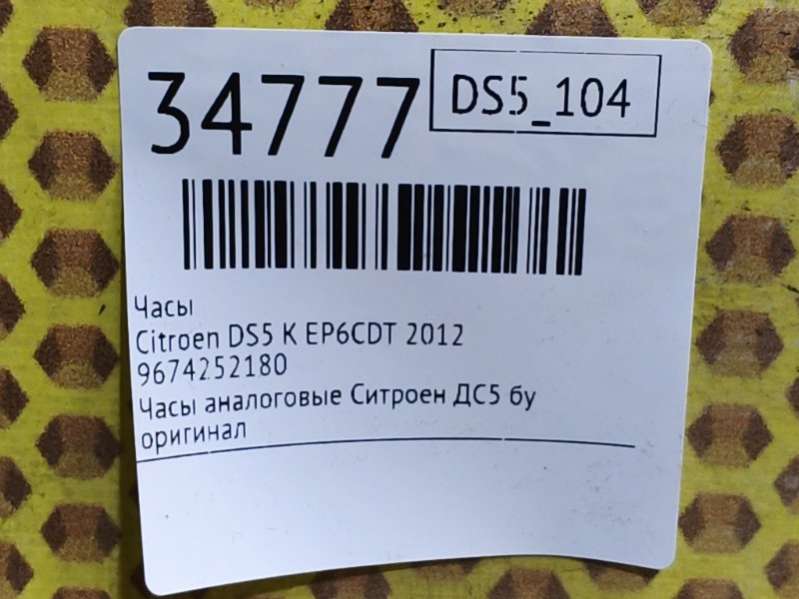 34777
DS5_104
Часы
Citroen DS5 K EP6CDT 2012
9674252180
Часы аналоговые Ситроен ДС5 бу
оригинал